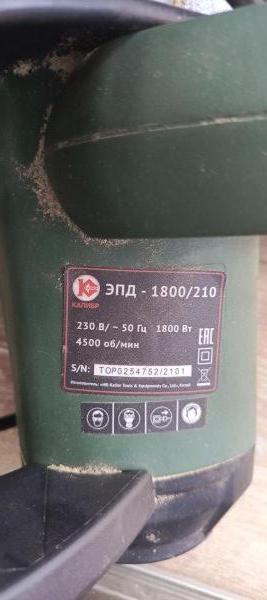 КАЛИБР
ЭПД - 1800/210
230 В/ ~ 50 Гц 1800 Вт
4500 об/мин
EAC
S/N: TOP0254752/2101